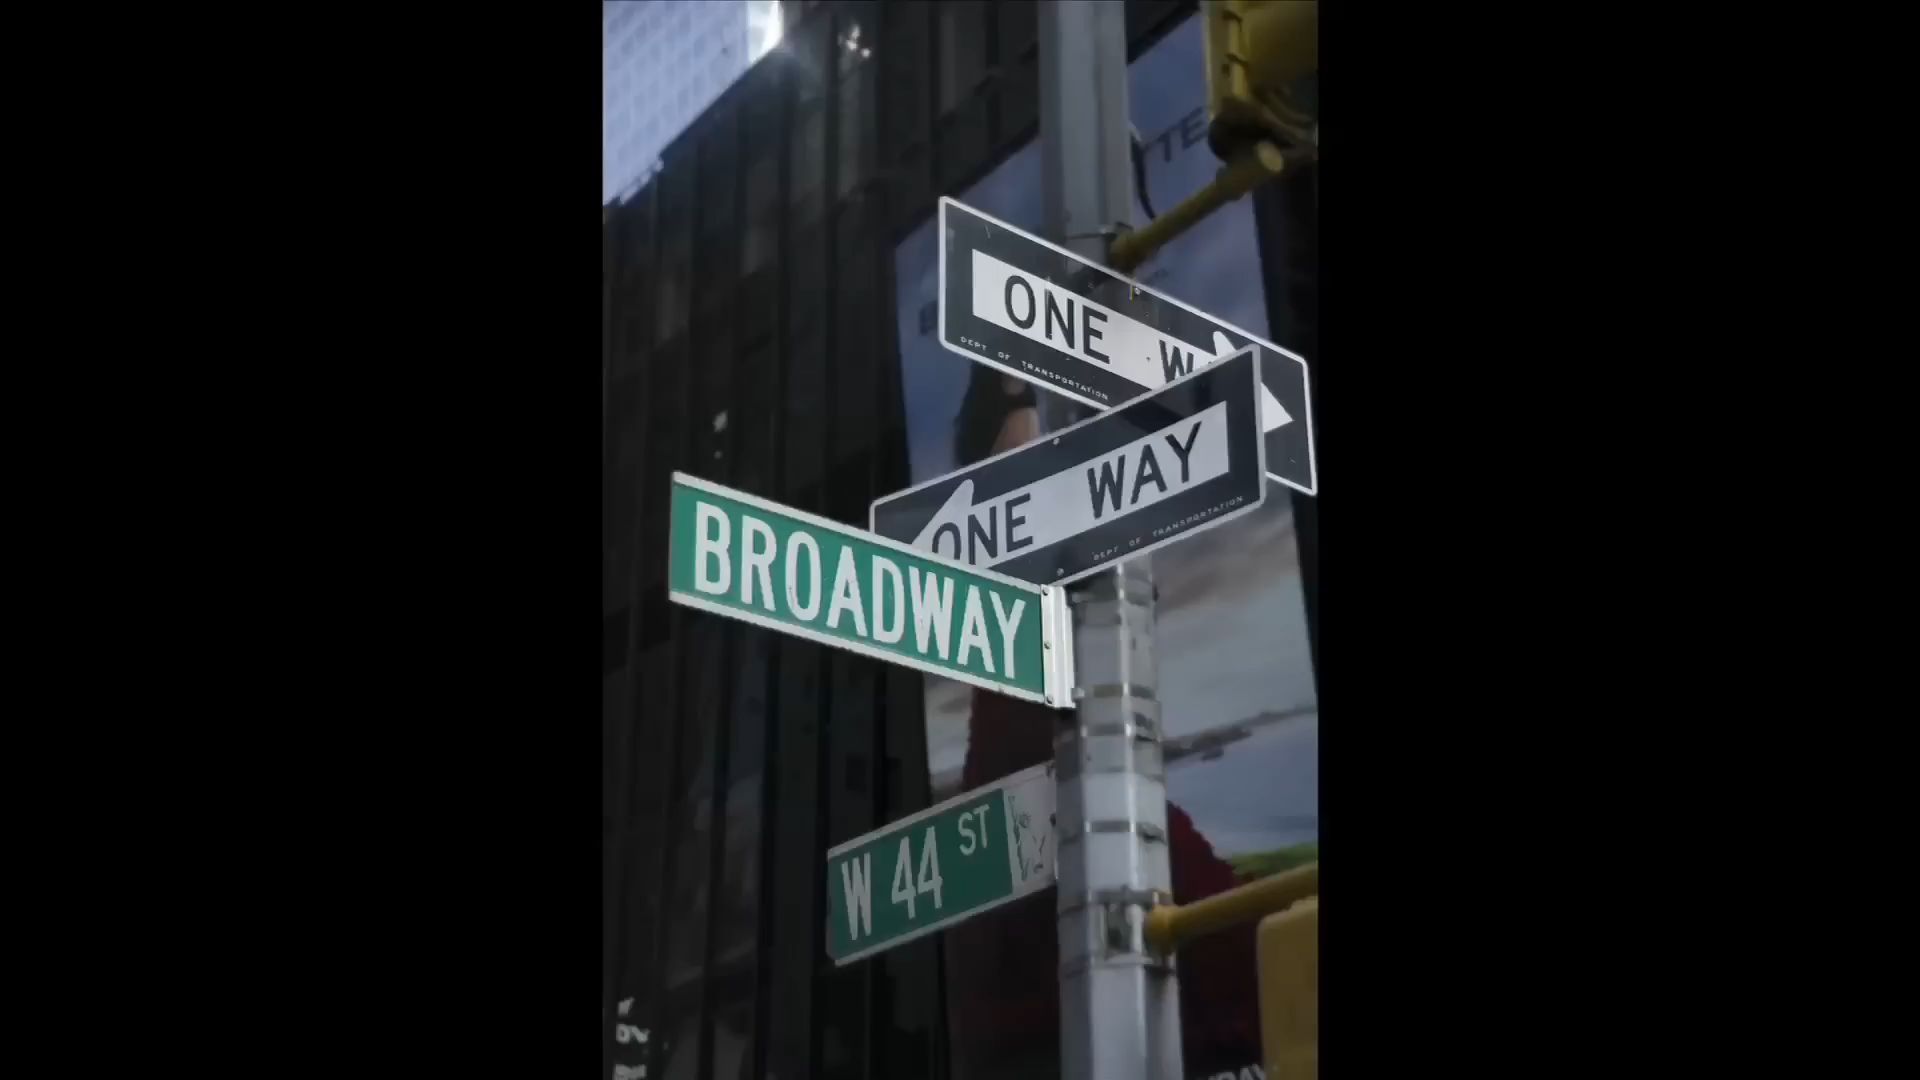 ONE W
DEPT OF TRANSPORTATION
ONE WAY
DEPT OF TRANSPORTATION
BROADWAY
W 44 ST